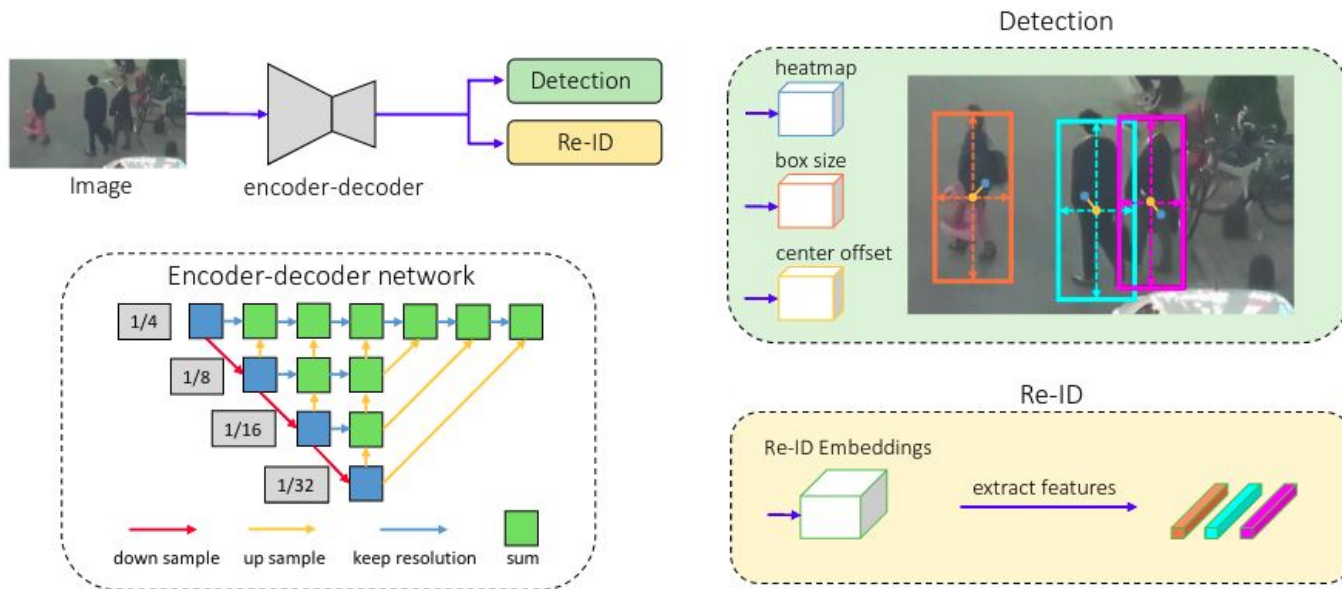 Image
encoder-decoder
Detection
Re-ID
Encoder-decoder network
1/4
1/8
1/16
1/32
down sample
up sample
keep resolution
sum
Detection
heatmap
box size
center offset
Re-ID
Re-ID Embeddings
extract features